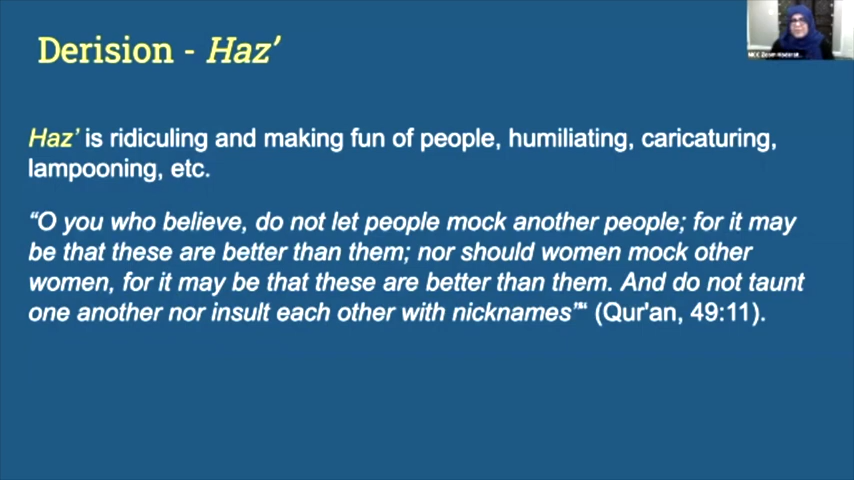 Derision - Haz’
Haz’ is ridiculing and making fun of people, humiliating, caricaturing,
lampooning, etc.
“O you who believe, do not let people mock another people; for it may
be that these are better than them; nor should women mock other
women, for it may be that these are better than them. And do not taunt
one another nor insult each other with nicknames”“ (Qur'an, 49:11).
MCC Zoom